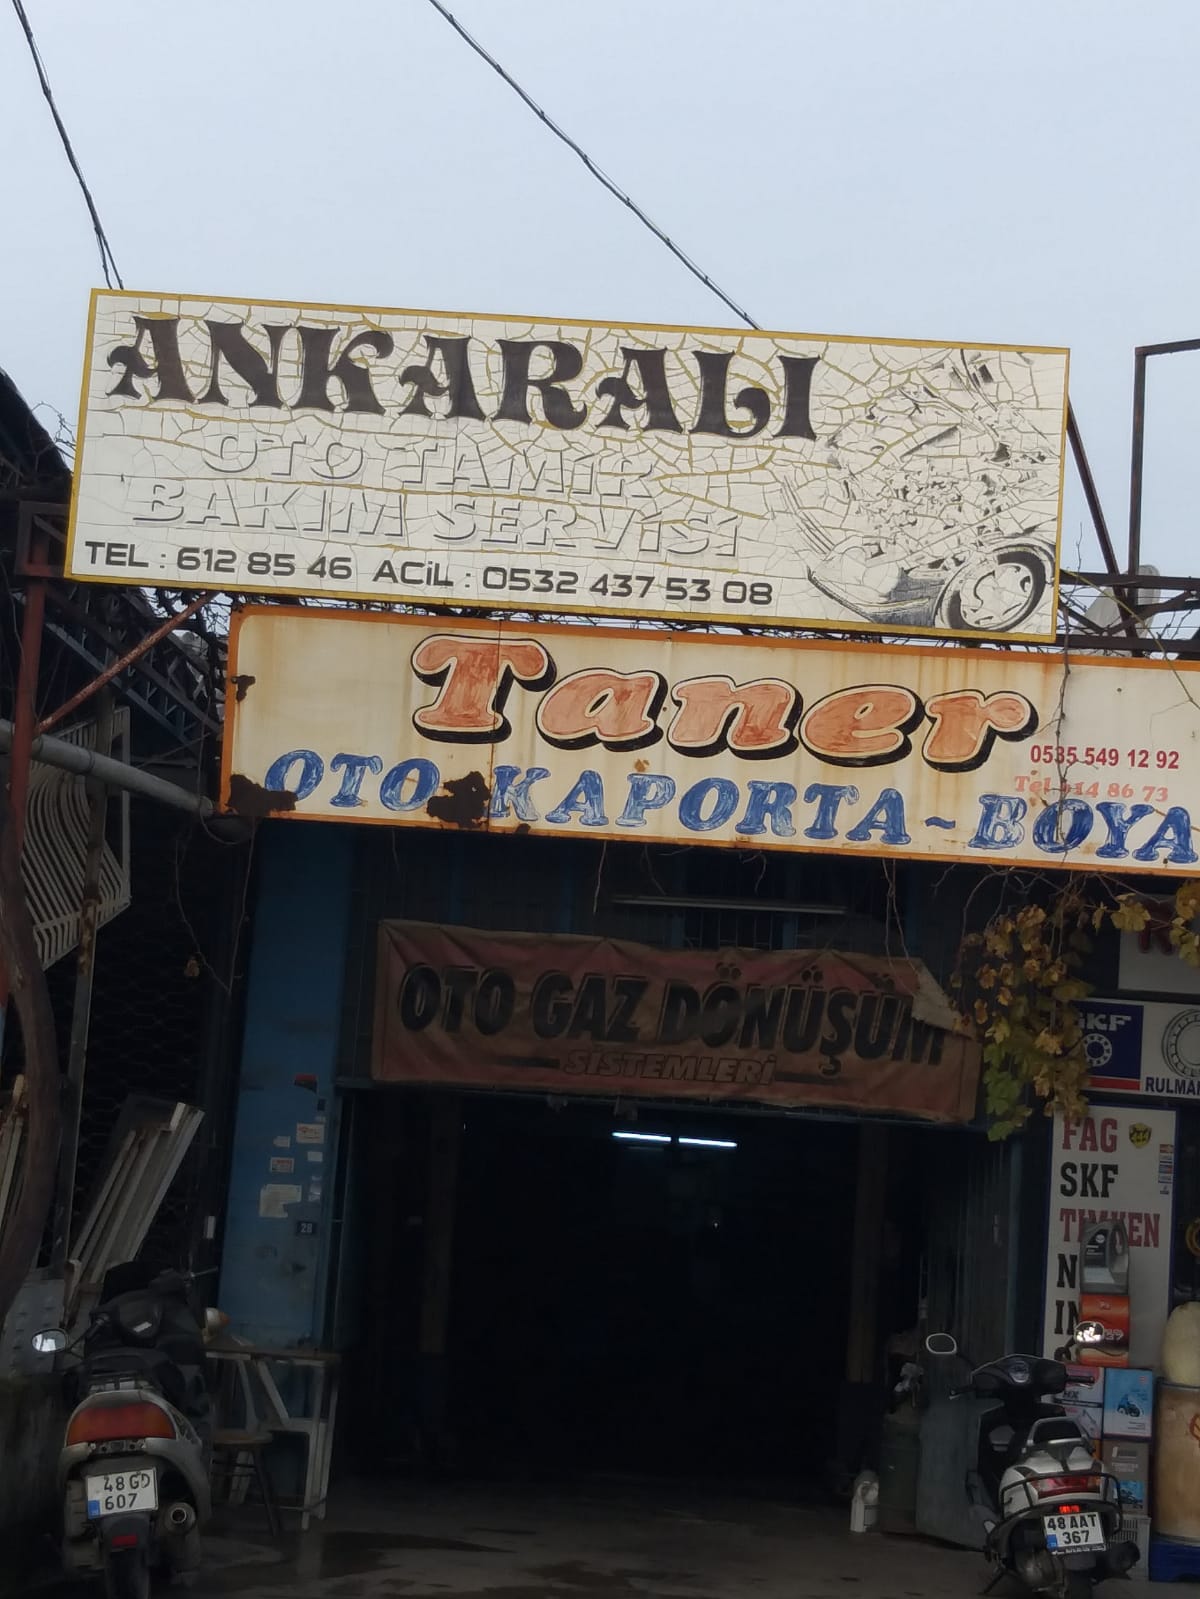 ANKARALI
OTO TAMİR
BAKIM SERVİSİ
TEL : 612 85 46 ACİL : 0532 437 53 08
Taner
0535 549 12 92
OTO KAPORTA ~ BOYA
OTO GAZ DÖNÜŞÜM
SİSTEMLERİ
SKF
FAG
SKF
TIMKEN
28
48 GD
607
48 AAT
367